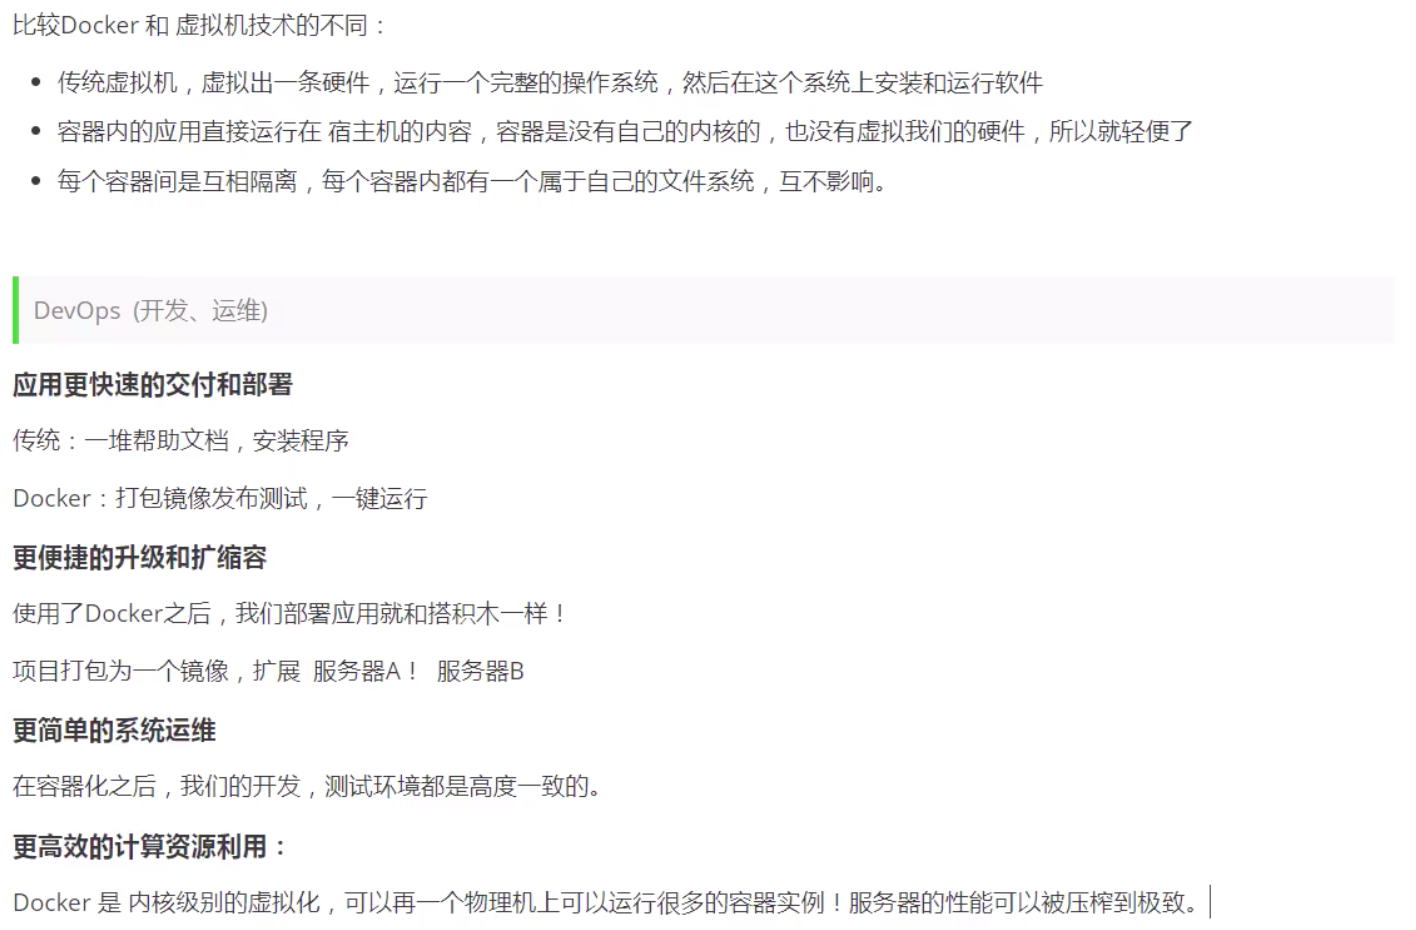 比较Docker 和 虚拟机技术的不同：
传统虚拟机，虚拟出一条硬件，运行一个完整的操作系统，然后在这个系统上安装和运行软件
容器内的应用直接运行在 宿主机的内容，容器是没有自己的内核的，也没有虚拟我们的硬件，所以就轻便了
每个容器间是互相隔离，每个容器内都有一个属于自己的文件系统，互不影响。
DevOps（开发、运维)
应用更快速的交付和部署
传统：一堆帮助文档，安装程序
Docker：打包镜像发布测试，一键运行
更便捷的升级和扩缩容
使用了Docker之后，我们部署应用就和搭积木一样！
项目打包为一个镜像，扩展 服务器A！ 服务器B
更简单的系统运维
在容器化之后，我们的开发，测试环境都是高度一致的。
更高效的计算资源利用：
Docker 是 内核级别的虚拟化，可以再一个物理机上可以运行很多的容器实例！服务器的性能可以被压榨到极致。